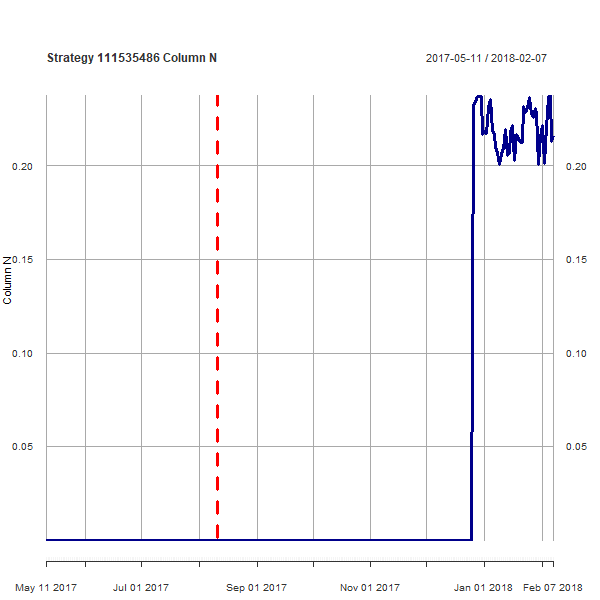 Strategy 111535486 Column N
2017-05-11 / 2018-02-07
0.20
0.20
0.15
0.15
Column N
0.10
0.10
0.05
0.05
May 11 2017
Jul 01 2017
Sep 01 2017
Nov 01 2017
Jan 01 2018
Feb 07 2018